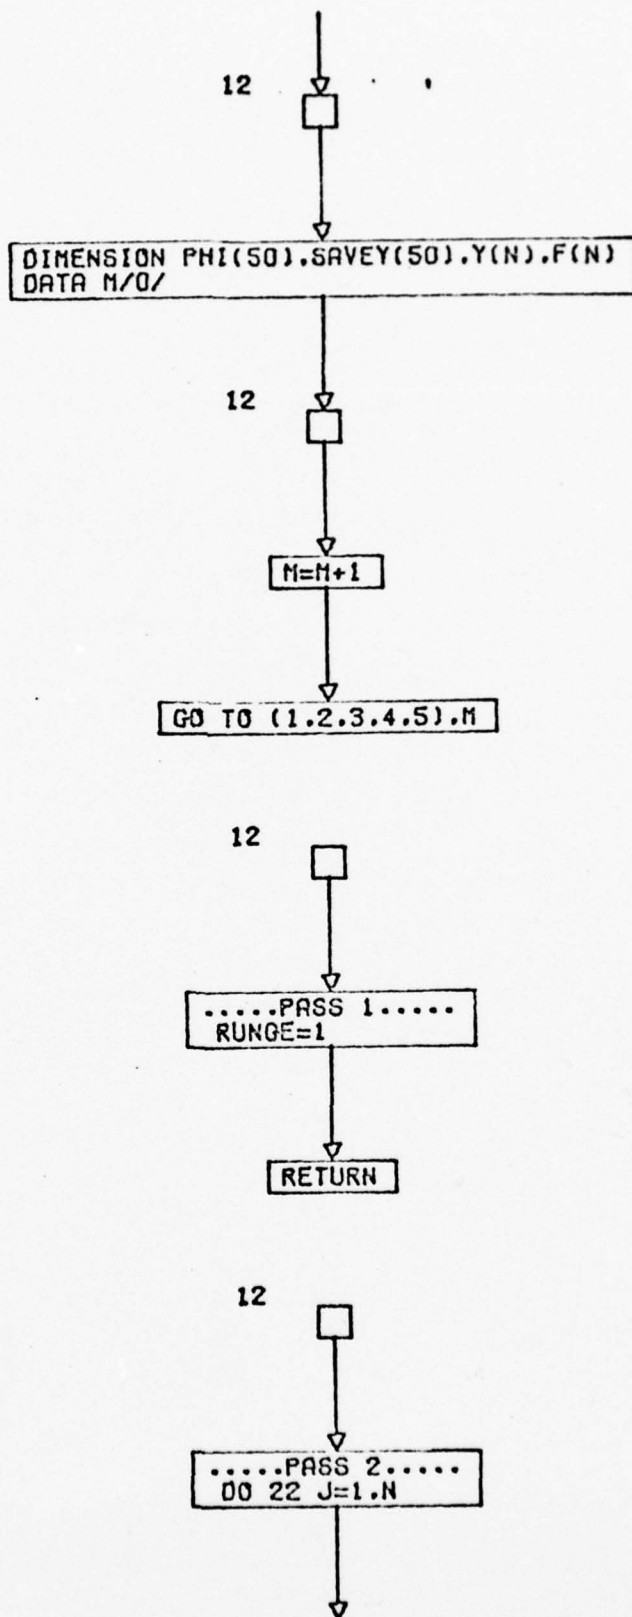 12
DIMENSION PHI(50).SAVEY(50).Y(N).F(N)
DATA M/0/
12
M=M+1
GO TO (1.2.3.4.5).M
12
.....PASS 1.....
RUNGE=1
RETURN
12
.....PASS 2.....
DO 22 J=1.N